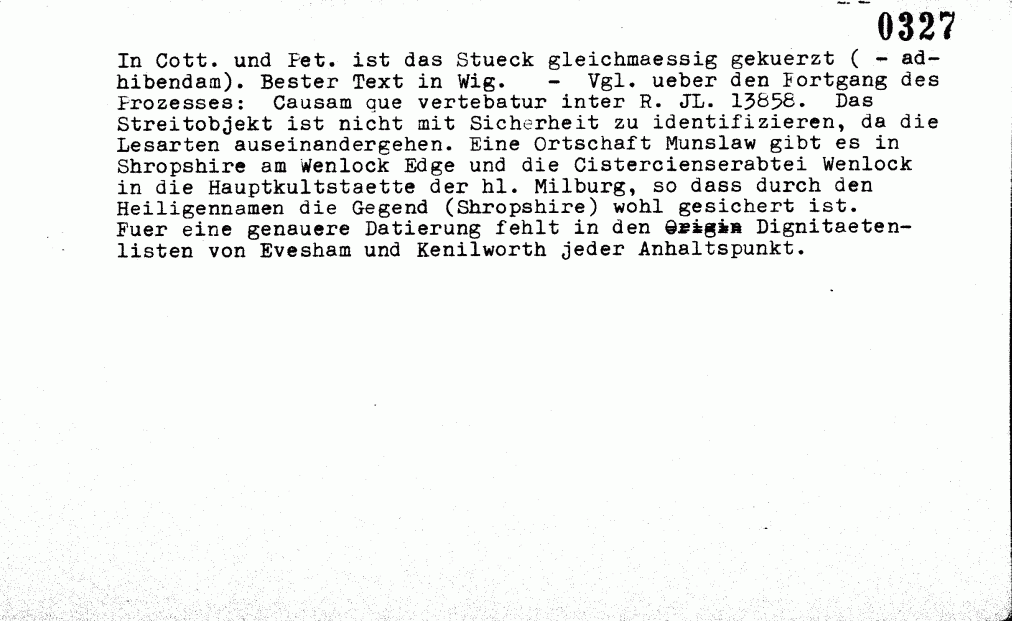 0327
In Cott. und Pet. ist das Stueck gleichmaessig gekuerzt ( - ad-
hibendam). Bester Text in Wig. - Vgl. ueber den Fortgang des
Prozesses: Causam que vertebatur inter R. JL. 13858. Das
Streitobjekt ist nicht mit Sicherheit zu identifizieren, da die
Lesarten auseinandergehen. Eine Ortschaft Munslaw gibt es in
Shropshire am Wenlock Edge und die Cistercienserabtei Wenlock
in die Hauptkultstaette der hl. Milburg, so dass durch den
Heiligennamen die Gegend (Shropshire) wohl gesichert ist.
Fuer eine genauere Datierung fehlt in den Origin Dignitaeten-
listen von Evesham und Kenilworth jeder Anhaltspunkt.